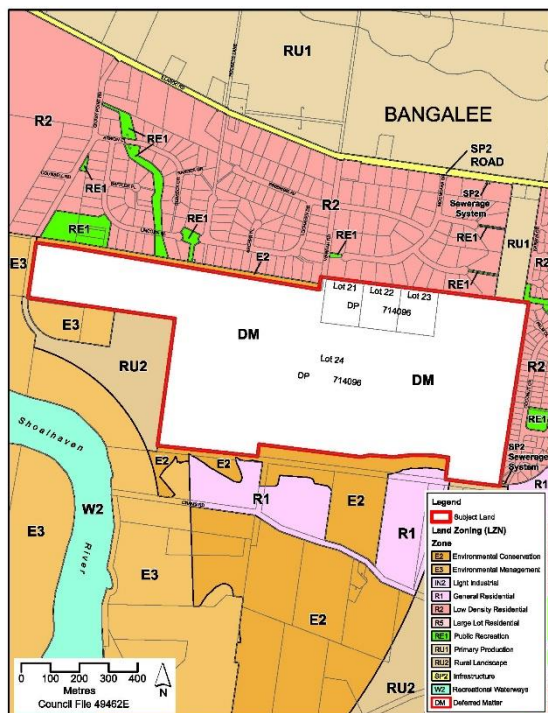 RU1
BANGALEE
R2
RE1
RE1
SP2
ROAD
SP2
Sewerage
System
RE1
R2
RE1
RE1
RE1
RU1
RE1
E2
RE1
R2
E3
Lot 21
Lot 22
Lot 23
DP
714096
E3
DM
RU2
Lot 24
DP
714096
DM
R2
RE1
SP2
Sewerage
System
Shoalhaven
River
W2
E2
E2
R1
E2
R1
R1
E3
E3
E2
RU2
0 100 200 300 400
Metres
N
Council File 49462E
Legend
Subject Land
Land Zoning (LZN)
Zone
E2 Environmental Conservation
E3 Environmental Management
IN2 Light Industrial
R1 General Residential
R2 Low Density Residential
R5 Large Lot Residential
RE1 Public Recreation
RU1 Primary Production
RU2 Rural Landscape
SP2 Infrastructure
W2 Recreational Waterways
DM Deferred Matter